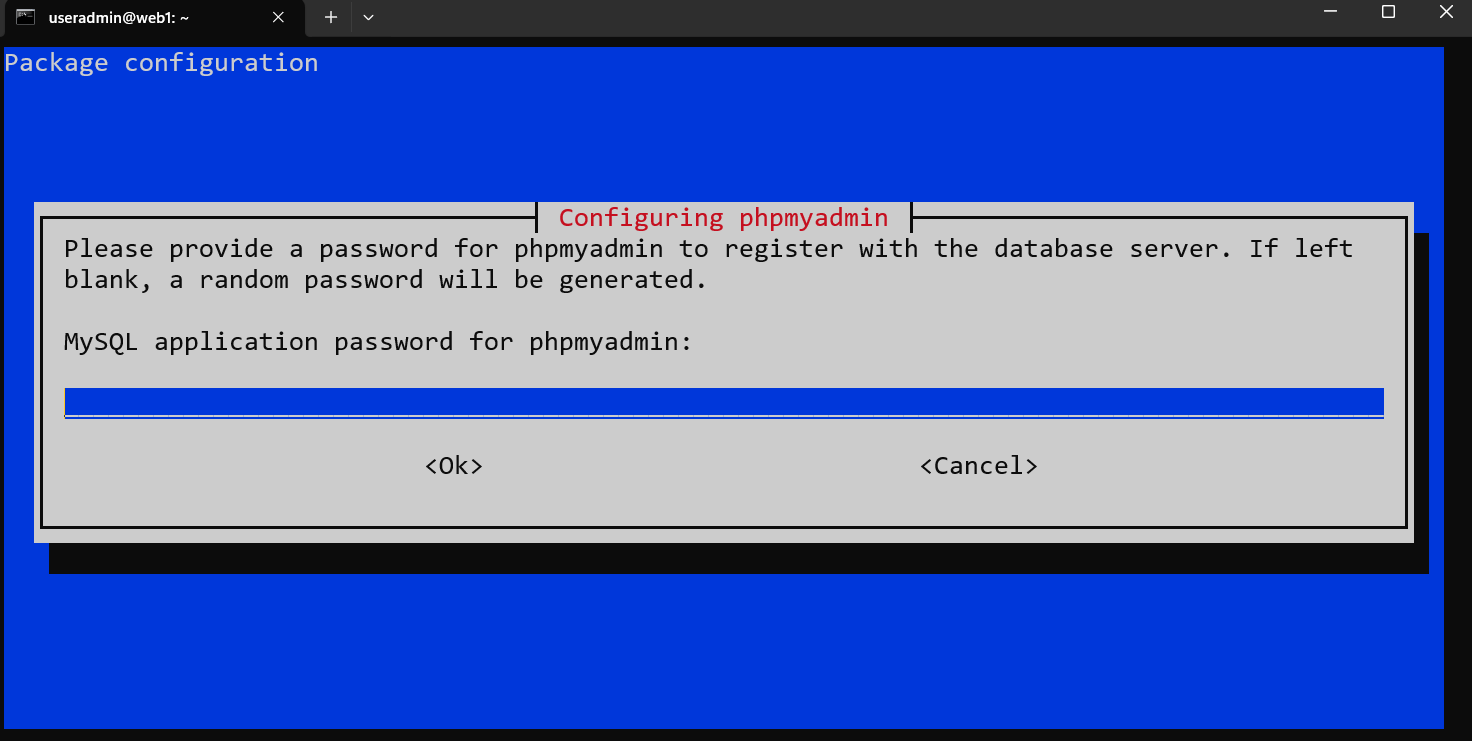 useradmin@web1: ~
Package configuration
Configuring phpmyadmin
Please provide a password for phpmyadmin to register with the database server. If left
blank, a random password will be generated.
MySQL application password for phpmyadmin:
<Ok> <Cancel>